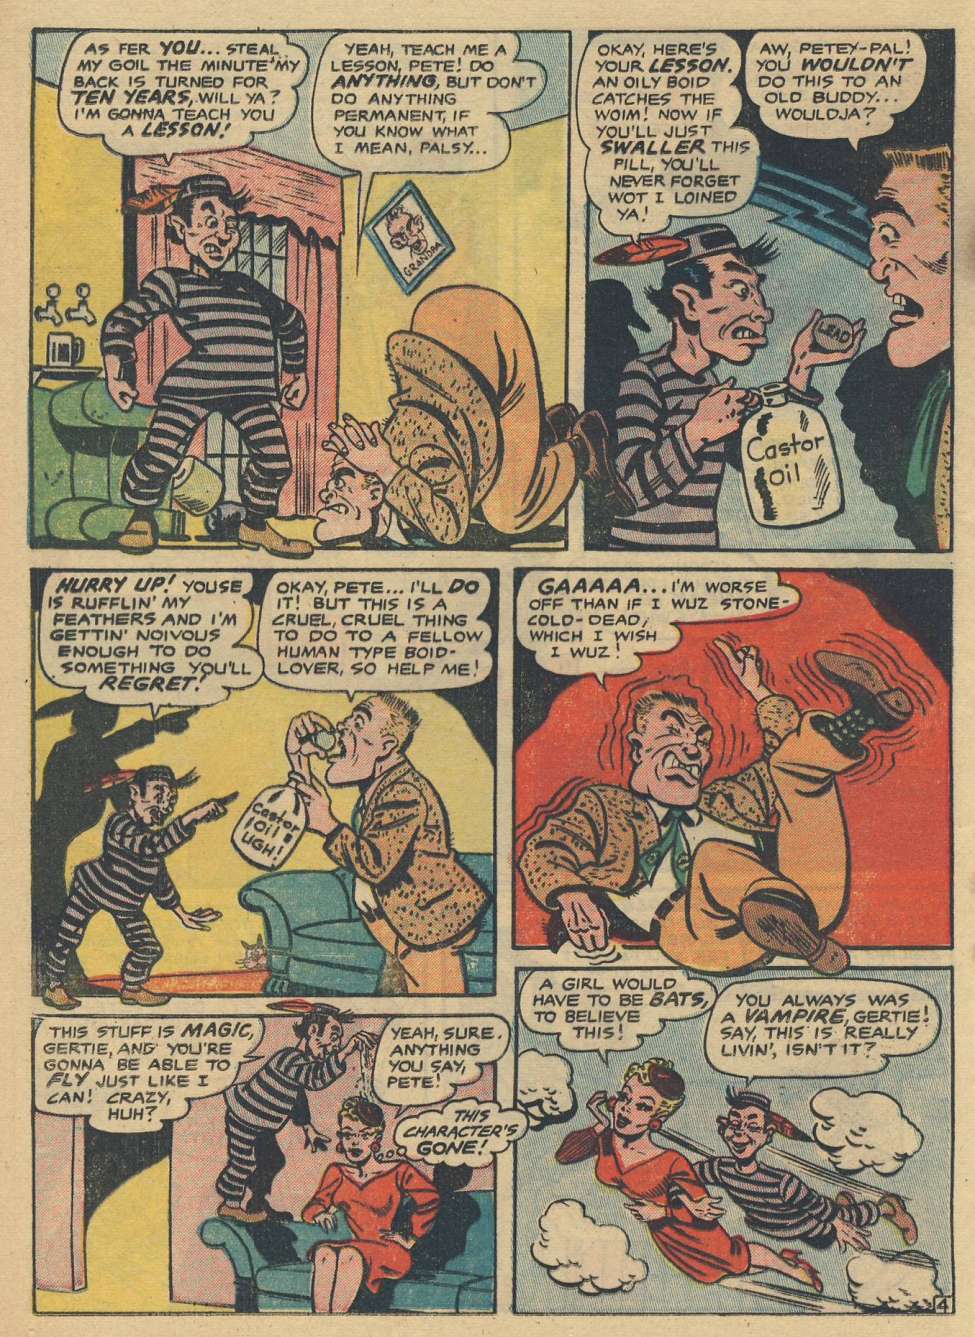 AS FER YOU... STEAL
MY GOIL THE MINUTE MY
BACK IS TURNED FOR
TEN YEARS, WILL YA?
I'M GONNA TEACH YOU
A LESSON!
YEAH, TEACH ME A
LESSON, PETE! DO
ANYTHING, BUT DON'T
DO ANYTHING
PERMANENT, IF
YOU KNOW WHAT
I MEAN, PALSY...
GRANDPA
OKAY, HERE'S
YOUR LESSON.
AN OILY BOID
CATCHES THE
WOIM! NOW IF
YOU'LL JUST
SWALLER THIS
PILL, YOU'LL
NEVER FORGET
WOT I LOINED
YA!
AW, PETEY-PAL!
YOU WOULDN'T
DO THIS TO AN
OLD BUDDY...
WOULDJA?
LEAD
Castor
oil
HURRY UP! YOUSE
IS RUFFLIN' MY
FEATHERS AND I'M
GETTIN' NOIVOUS
ENOUGH TO DO
SOMETHING YOU'LL
REGRET!
OKAY, PETE... I'LL DO
IT! BUT THIS IS A
CRUEL, CRUEL THING
TO DO TO A FELLOW
HUMAN TYPE BOID-
LOVER, SO HELP ME!
Castor
oil
UGH!
GAAAAA... I'M WORSE
OFF THAN IF I WUZ STONE-
COLD-DEAD,
WHICH I WISH
I WUZ!
THIS STUFF IS MAGIC,
GERTIE, AND YOU'RE
GONNA BE ABLE TO
FLY JUST LIKE I
CAN! CRAZY,
HUH?
YEAH, SURE.
ANYTHING
YOU SAY,
PETE!
THIS
CHARACTER'S
GONE!
A GIRL WOULD
HAVE TO BE BATS,
TO BELIEVE
THIS!
YOU ALWAYS WAS
A VAMPIRE, GERTIE!
SAY, THIS IS REALLY
LIVIN', ISN'T IT?
4